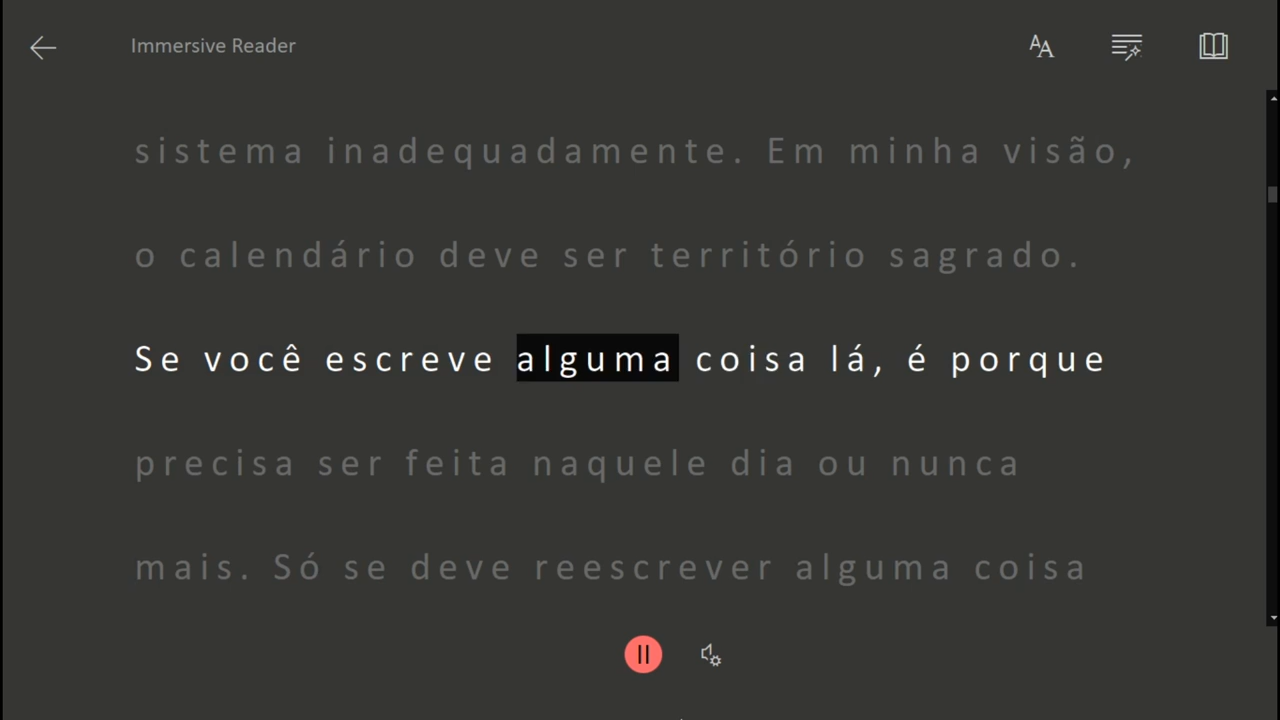 Immersive Reader
sistema inadequadamente. Em minha visão,
o calendário deve ser território sagrado.
Se você escreve alguma coisa lá, é porque
precisa ser feita naquele dia ou nunca
mais. Só se deve reescrever alguma coisa